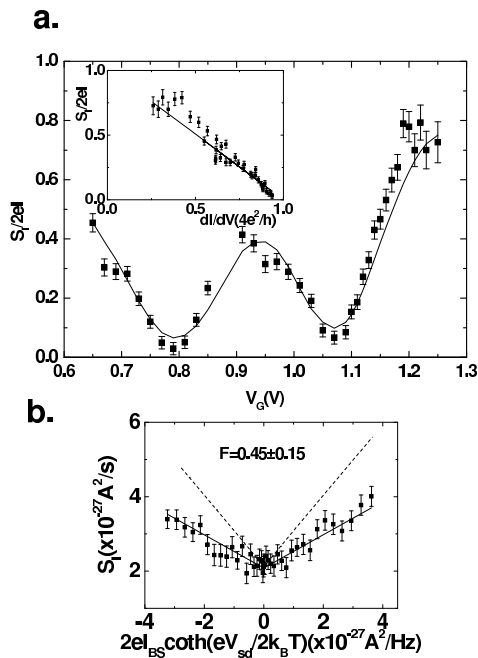 a.
1.0
0.8
0.6
0.4
0.2
0.0
S_I/2eI
0.6 0.7 0.8 0.9 1.0 1.1 1.2 1.3
V_G(V)
1.0
0.5
0.0
S_I/2eI
0.0 0.5 1.0
dI/dV(4e²/h)
b.
6
4
2
S_I(x10⁻²⁷A²/s)
F=0.45±0.15
-4 -2 0 2 4
2eI_BS coth(eV_sd/2k_BT)(x10⁻²⁷A²/Hz)